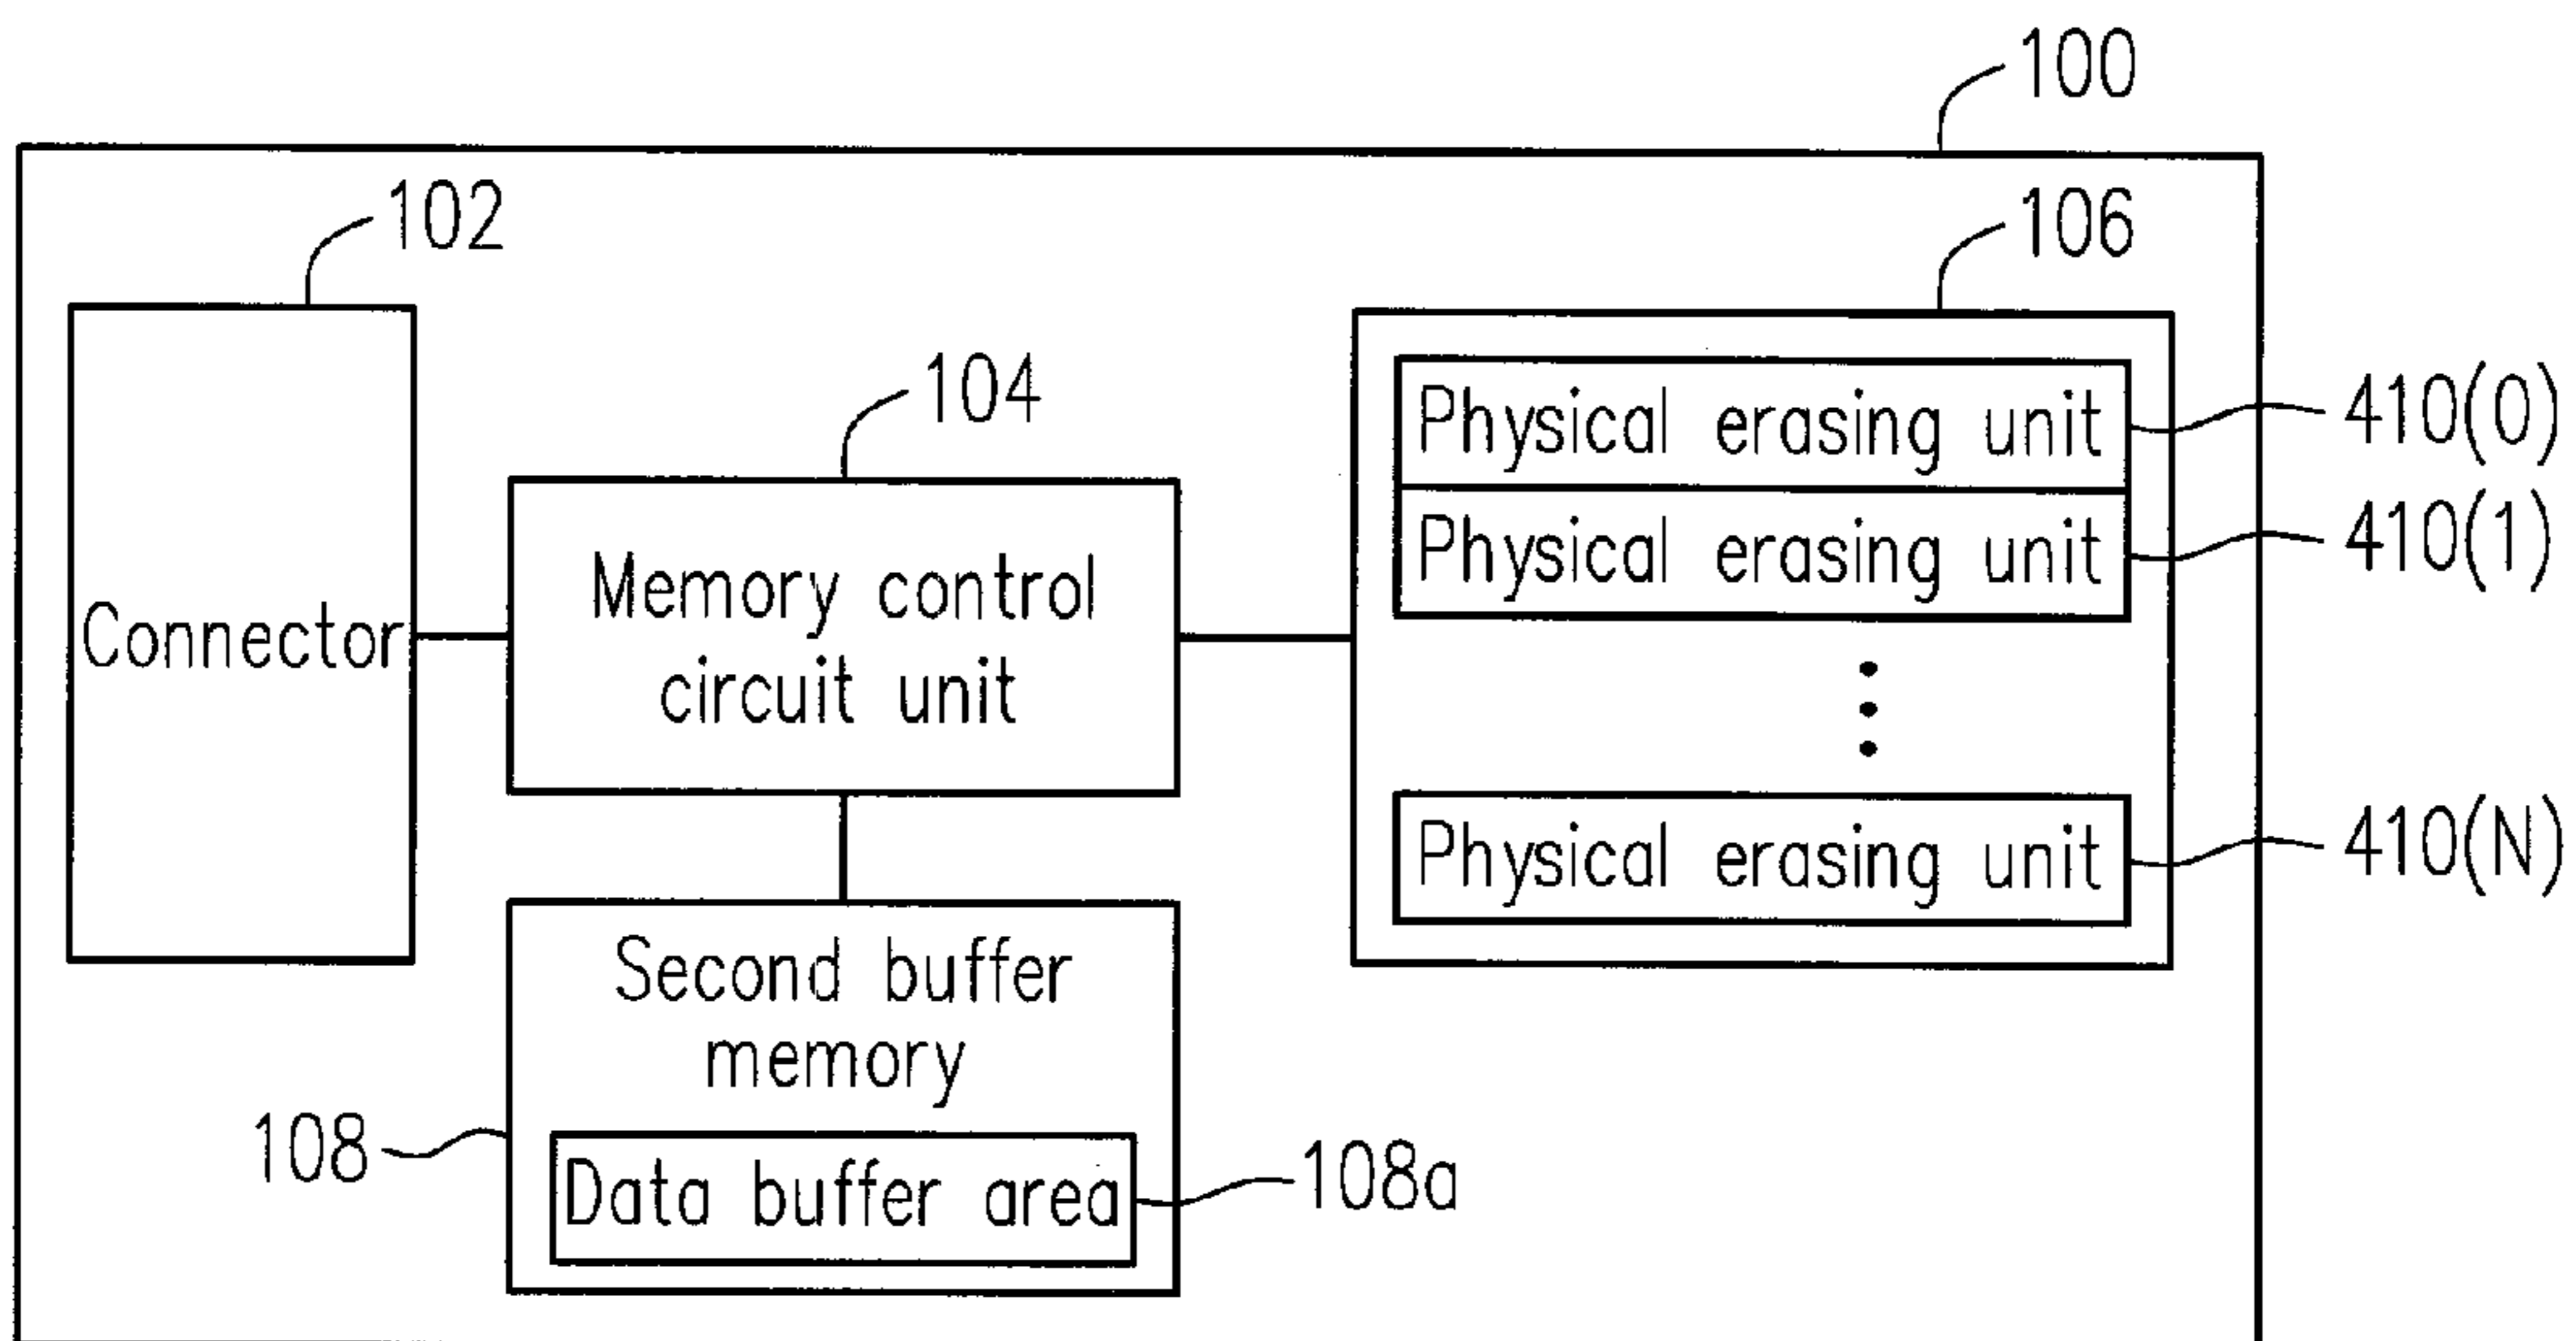 100
102
106
104
Physical erasing unit
410(0)
Physical erasing unit
410(1)
Memory control
circuit unit
Connector
Physical erasing unit
410(N)
Second buffer
memory
108
Data buffer area
108a